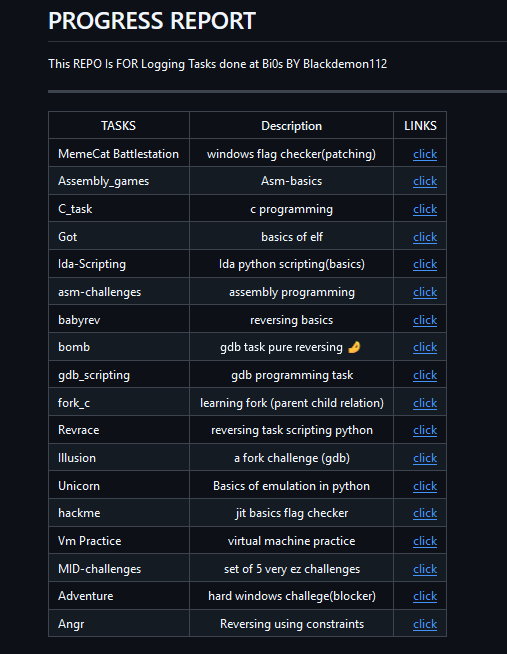 PROGRESS REPORT
This REPO Is FOR Logging Tasks done at Bi0s BY Blackdemon112
TASKS Description LINKS
MemeCat Battlestation windows flag checker(patching) click
Assembly_games Asm-basics click
C_task c programming click
Got basics of elf click
Ida-Scripting Ida python scripting(basics) click
asm-challenges assembly programming click
babyrev reversing basics click
bomb gdb task pure reversing 🤌 click
gdb_scripting gdb programming task click
fork_c learning fork (parent child relation) click
Revrace reversing task scripting python click
Illusion a fork challenge (gdb) click
Unicorn Basics of emulation in python click
hackme jit basics flag checker click
Vm Practice virtual machine practice click
MID-challenges set of 5 very ez challenges click
Adventure hard windows challege(blocker) click
Angr Reversing using constraints click